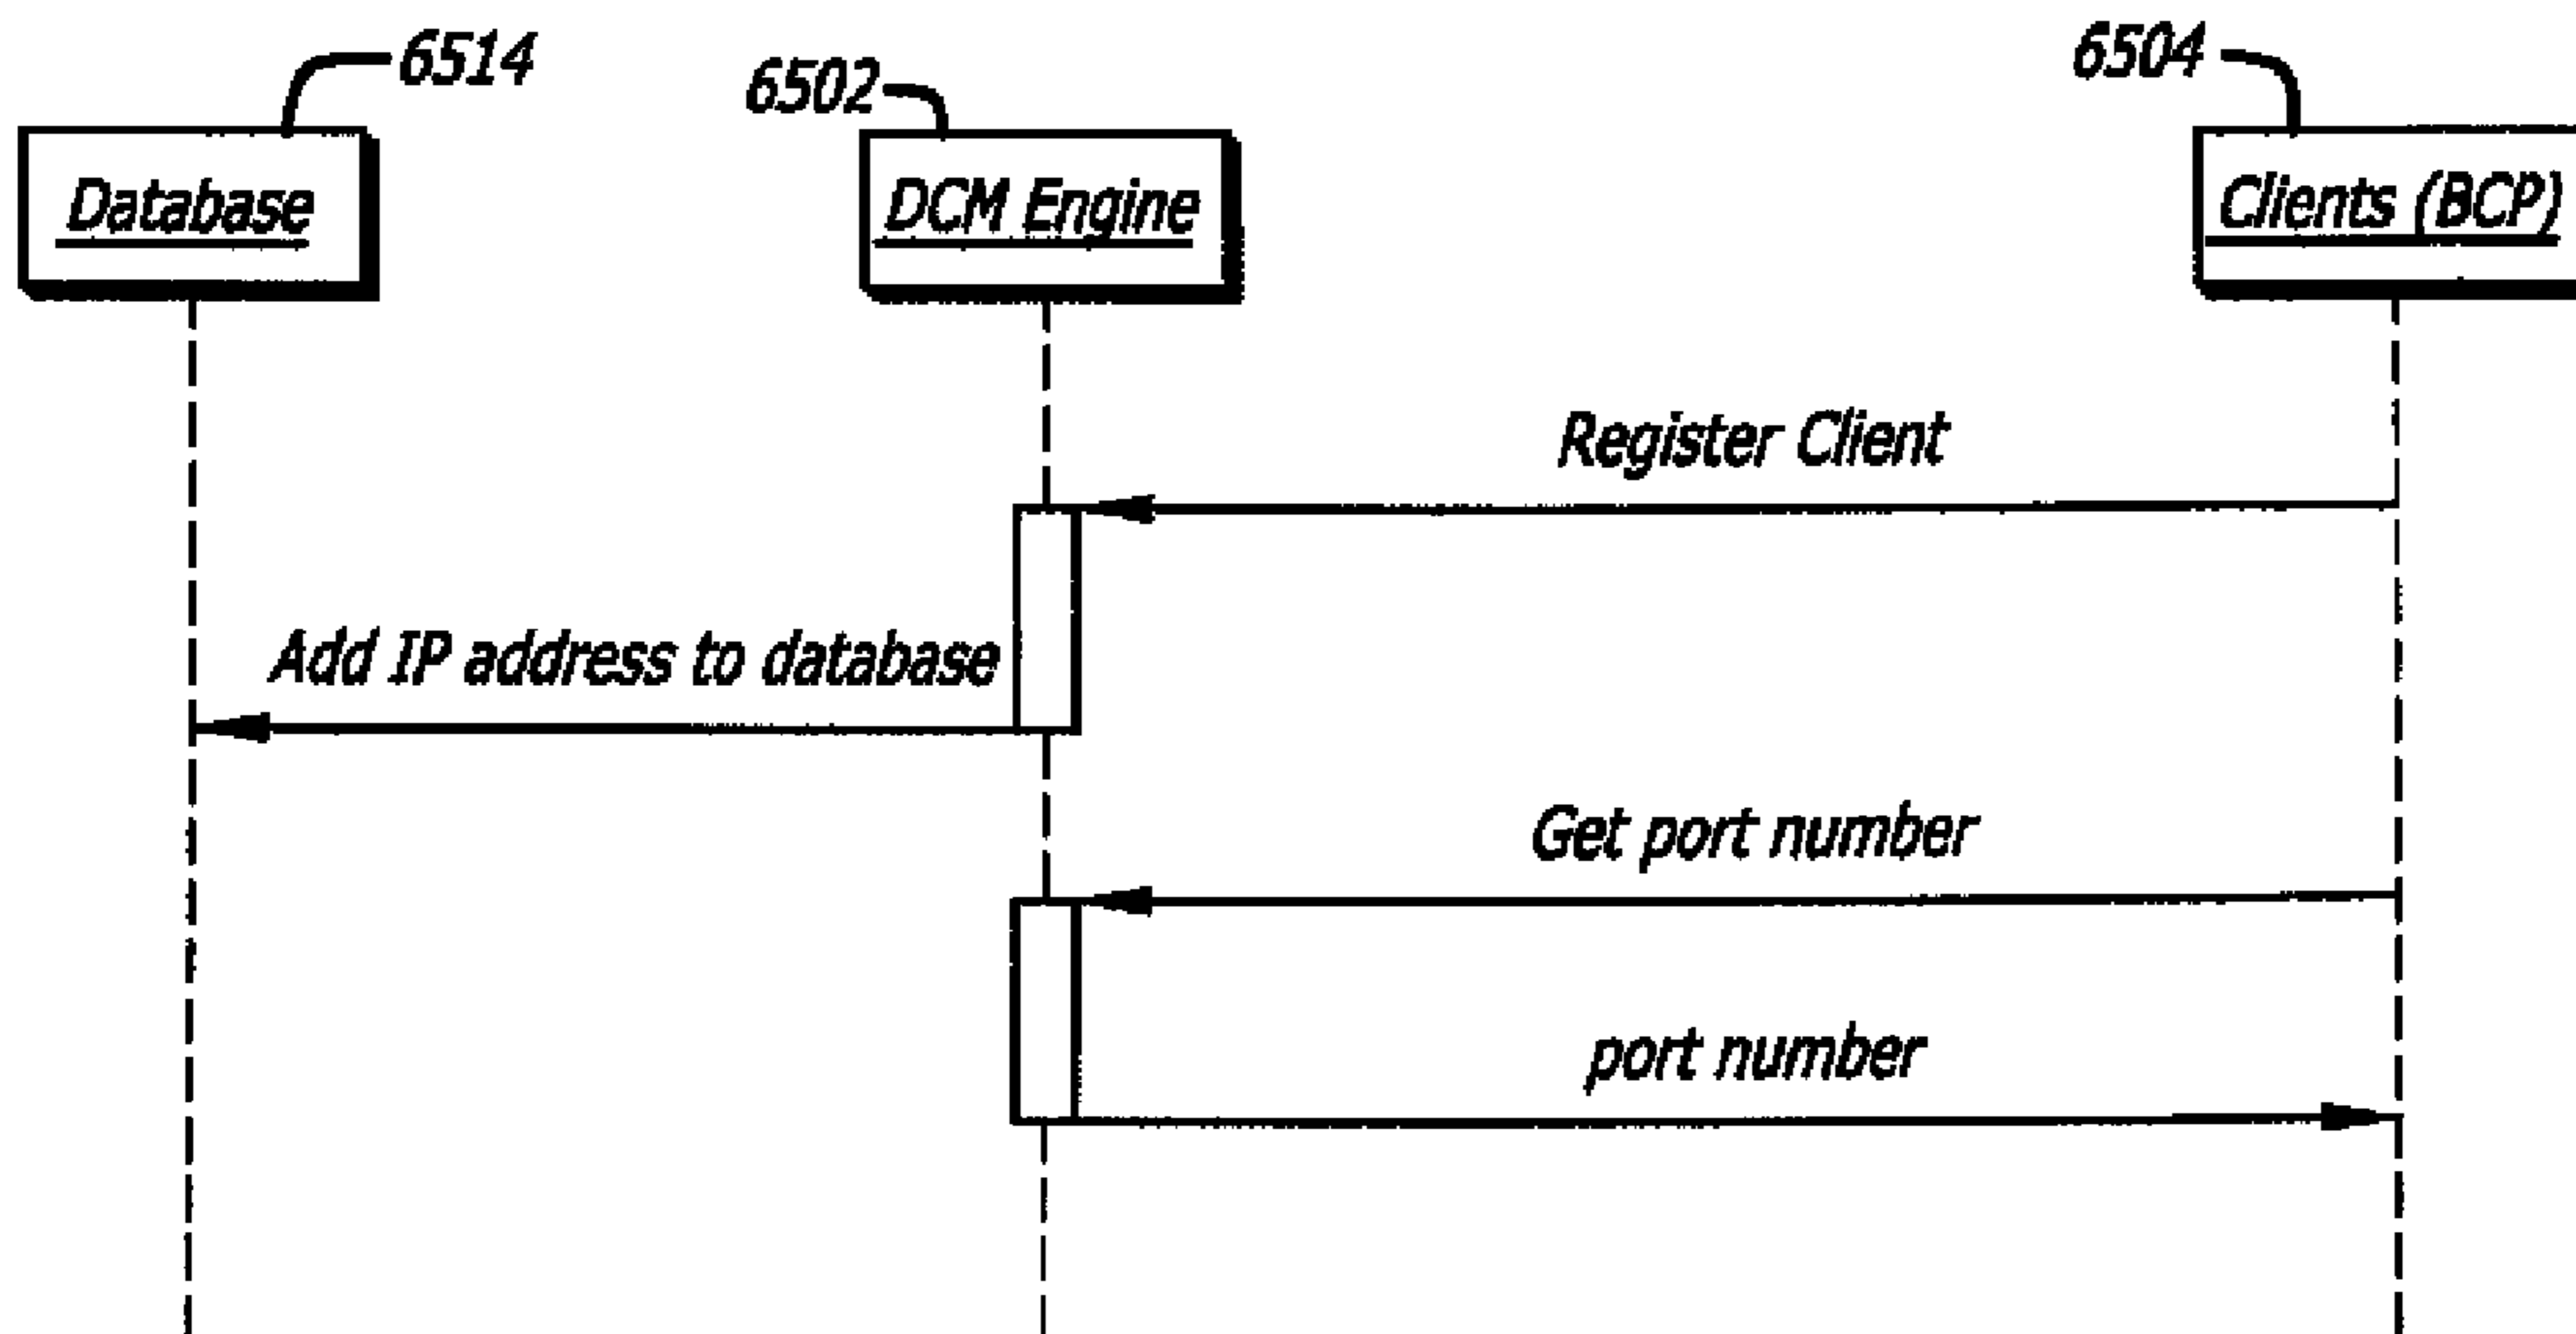 6514
6502
6504
Database
DCM Engine
Clients (BCP)
Register Client
Add IP address to database
Get port number
port number